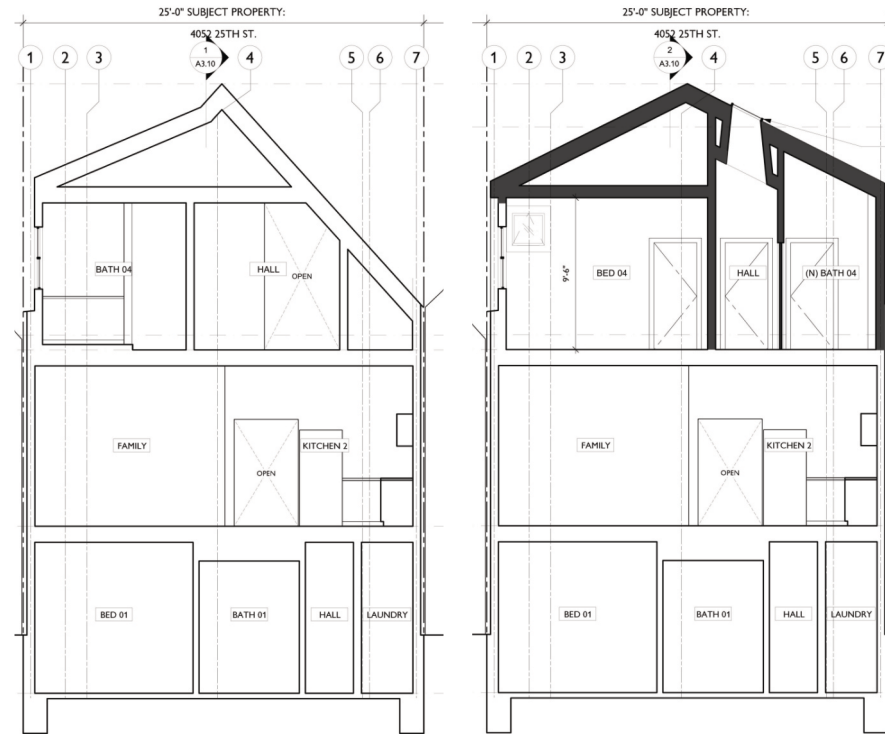 25'-0" SUBJECT PROPERTY:
4052 25TH ST.
1 2 3 4 5 6 7
1
A3.10
BATH 04
HALL
OPEN
FAMILY
KITCHEN 2
OPEN
BED 01
BATH 01
HALL
LAUNDRY
25'-0" SUBJECT PROPERTY:
4052 25TH ST.
1 2 3 4 5 6 7
2
A3.10
9'-6"
BED 04
HALL
(N) BATH 04
FAMILY
KITCHEN 2
OPEN
BED 01
BATH 01
HALL
LAUNDRY